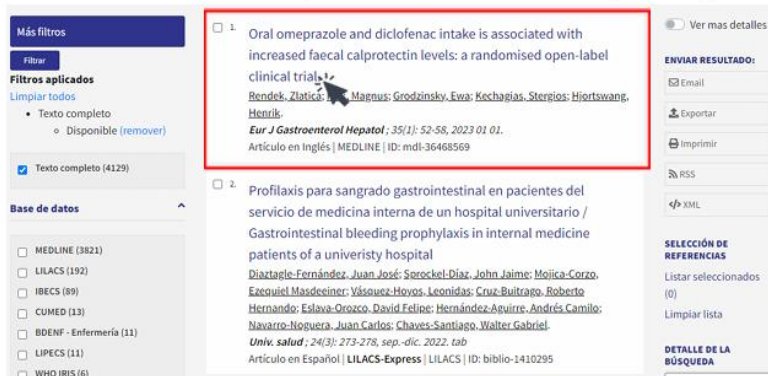 Más filtros
Filtrar
Filtros aplicados
Limpiar todos
Texto completo
Disponible (remover)
Texto completo (4129)
Base de datos
MEDLINE (3821)
LILACS (192)
IBECS (89)
CUMED (13)
BDENF - Enfermería (11)
LIPECS (11)
WHO IRIS (6)
1.
Oral omeprazole and diclofenac intake is associated with
increased faecal calprotectin levels: a randomised open-label
clinical trial.
Rendek, Zlatica; Magnus; Grodzinsky, Ewa; Kechagias, Stergios; Hjortswang,
Henrik.
Eur J Gastroenterol Hepatol ; 35(1): 52-58, 2023 01 01.
Artículo en Inglés | MEDLINE | ID: mdl-36468569
2.
Profilaxis para sangrado gastrointestinal en pacientes del
servicio de medicina interna de un hospital universitario /
Gastrointestinal bleeding prophylaxis in internal medicine
patients of a univeristy hospital
Diaztagle-Fernández, Juan José; Sprockel-Díaz, John Jaime; Mojica-Corzo,
Ezequiel Masdeeiner; Vásquez-Hoyos, Leonidas; Cruz-Buitrago, Roberto
Hernando; Eslava-Orozco, David Felipe; Hernández-Aguirre, Andrés Camilo;
Navarro-Noguera, Juan Carlos; Chaves-Santiago, Walter Gabriel.
Univ. salud ; 24(3): 273-278, sep.-dic. 2022. tab
Artículo en Español | LILACS-Express | LILACS | ID: biblio-1410295
Ver mas detalles
ENVIAR RESULTADO:
Email
Exportar
Imprimir
RSS
</> XML
SELECCIÓN DE
REFERENCIAS
Listar seleccionados
(0)
Limpiar lista
DETALLE DE LA
BÚSQUEDA